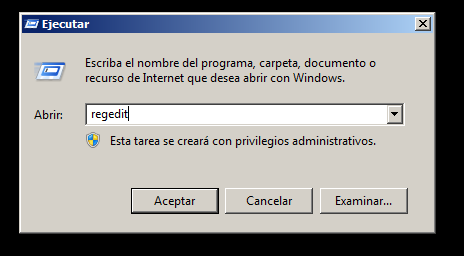 Ejecutar
Escriba el nombre del programa, carpeta, documento o
recurso de Internet que desea abrir con Windows.
Abrir:
regedit
Esta tarea se creará con privilegios administrativos.
Aceptar
Cancelar
Examinar...